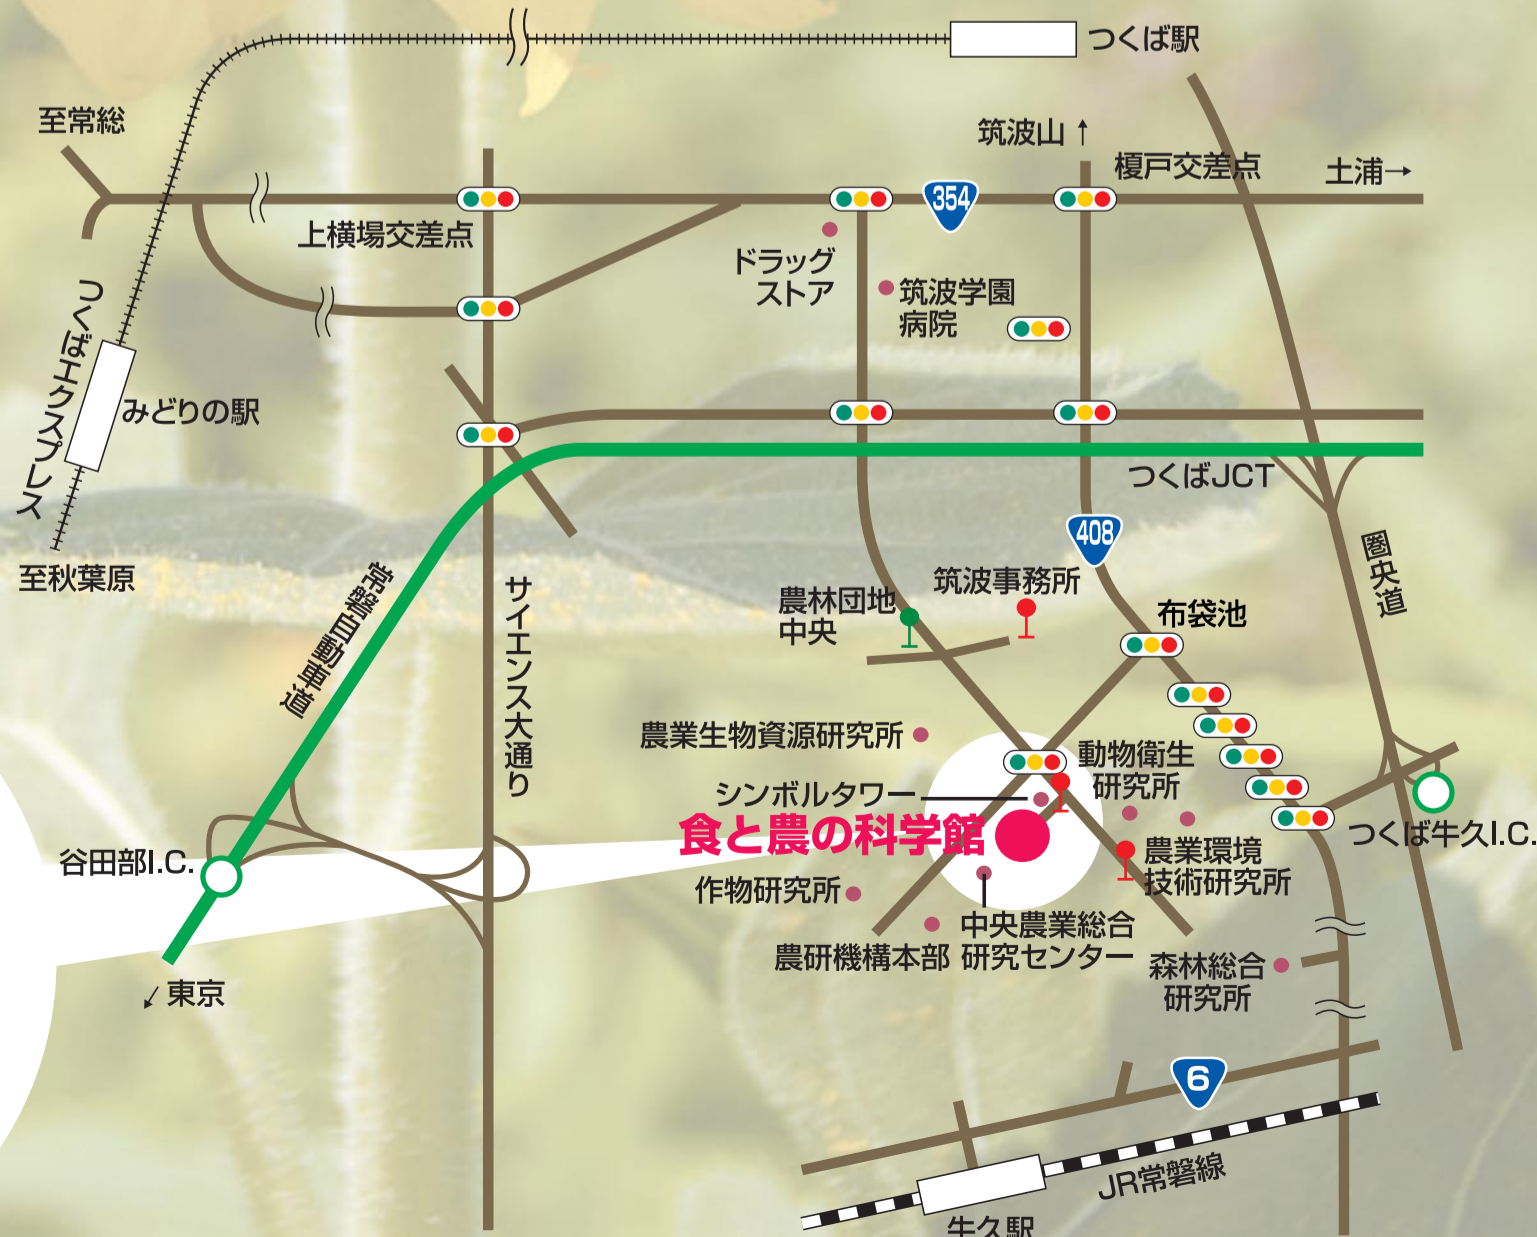 つくば駅
至常総
筑波山↑
榎戸交差点
土浦→
354
上横場交差点
ドラッグ
ストア
筑波学園
病院
つくばエクスプレス
みどりの駅
つくばJCT
408
圏央道
至秋葉原
常磐自動車道
サイエンス大通り
農林団地
中央
筑波事務所
布袋池
農業生物資源研究所
動物衛生
研究所
シンボルタワー
食と農の科学館
つくば牛久I.C.
谷田部I.C.
農業環境
技術研究所
作物研究所
中央農業総合
研究センター
農研機構本部
森林総合
研究所
↙東京
6
JR常磐線
牛久駅